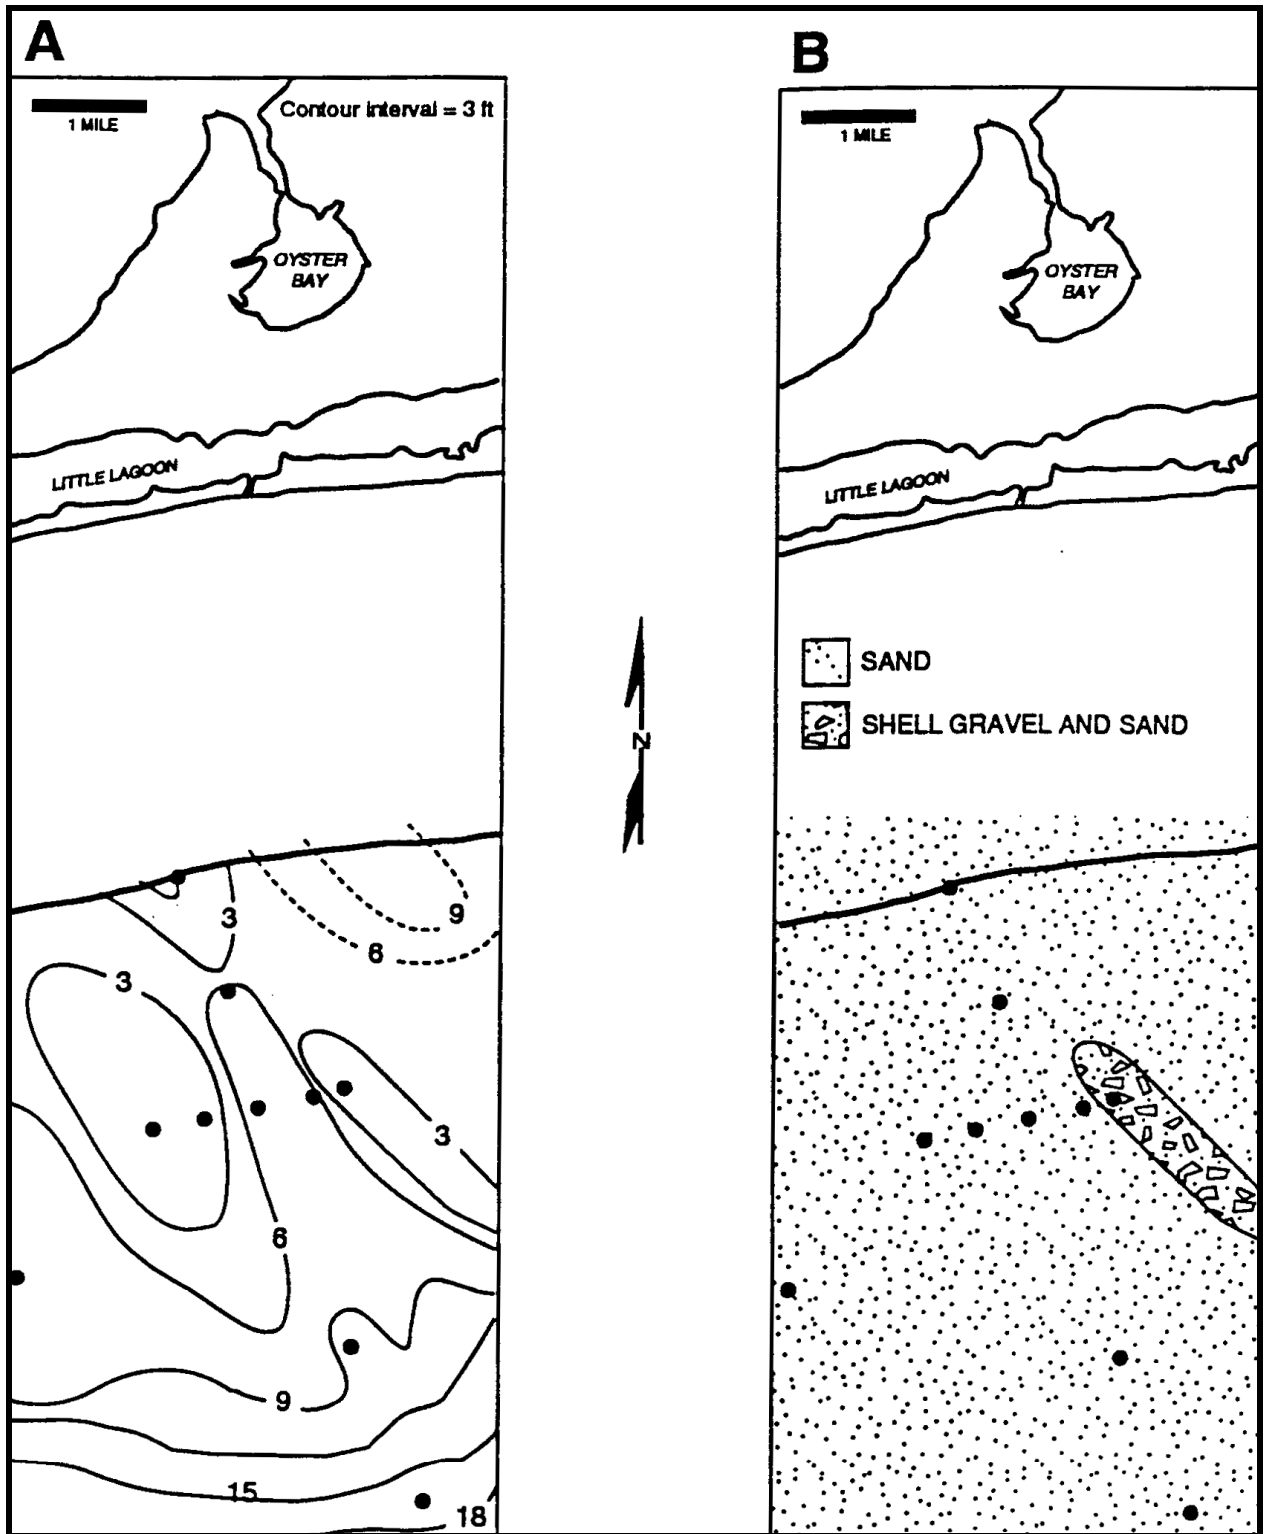 A
1 MILE
Contour interval = 3 ft
OYSTER
BAY
LITTLE LAGOON
3
9
6
3
3
6
9
15
18
N
B
1 MILE
OYSTER
BAY
LITTLE LAGOON
SAND
SHELL GRAVEL AND SAND